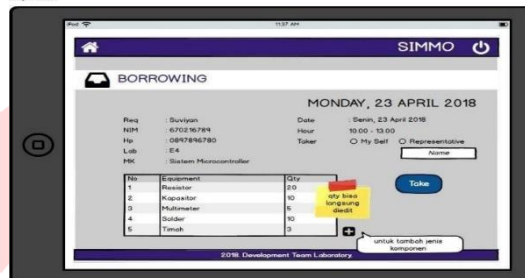 iPad 11:37 AM
SIMMO
BORROWING
MONDAY, 23 APRIL 2018
Req : Suviyan Date : Senin, 23 April 2018
NIM : 670216789 Hour 10.00 - 13.00
Hp : 0897896780 Taker My Self Representative
Lab : E4 Name
MK : Sistem Microcontroller
Take
No Equipment Qty
1 Resistor 20
2 Kapasitor 10
3 Multimeter 5
4 Solder 10
5 Timah 3
qty bisa
langsung
diedit
untuk tambah jenis
komponen
2018. Development Team Laboratory